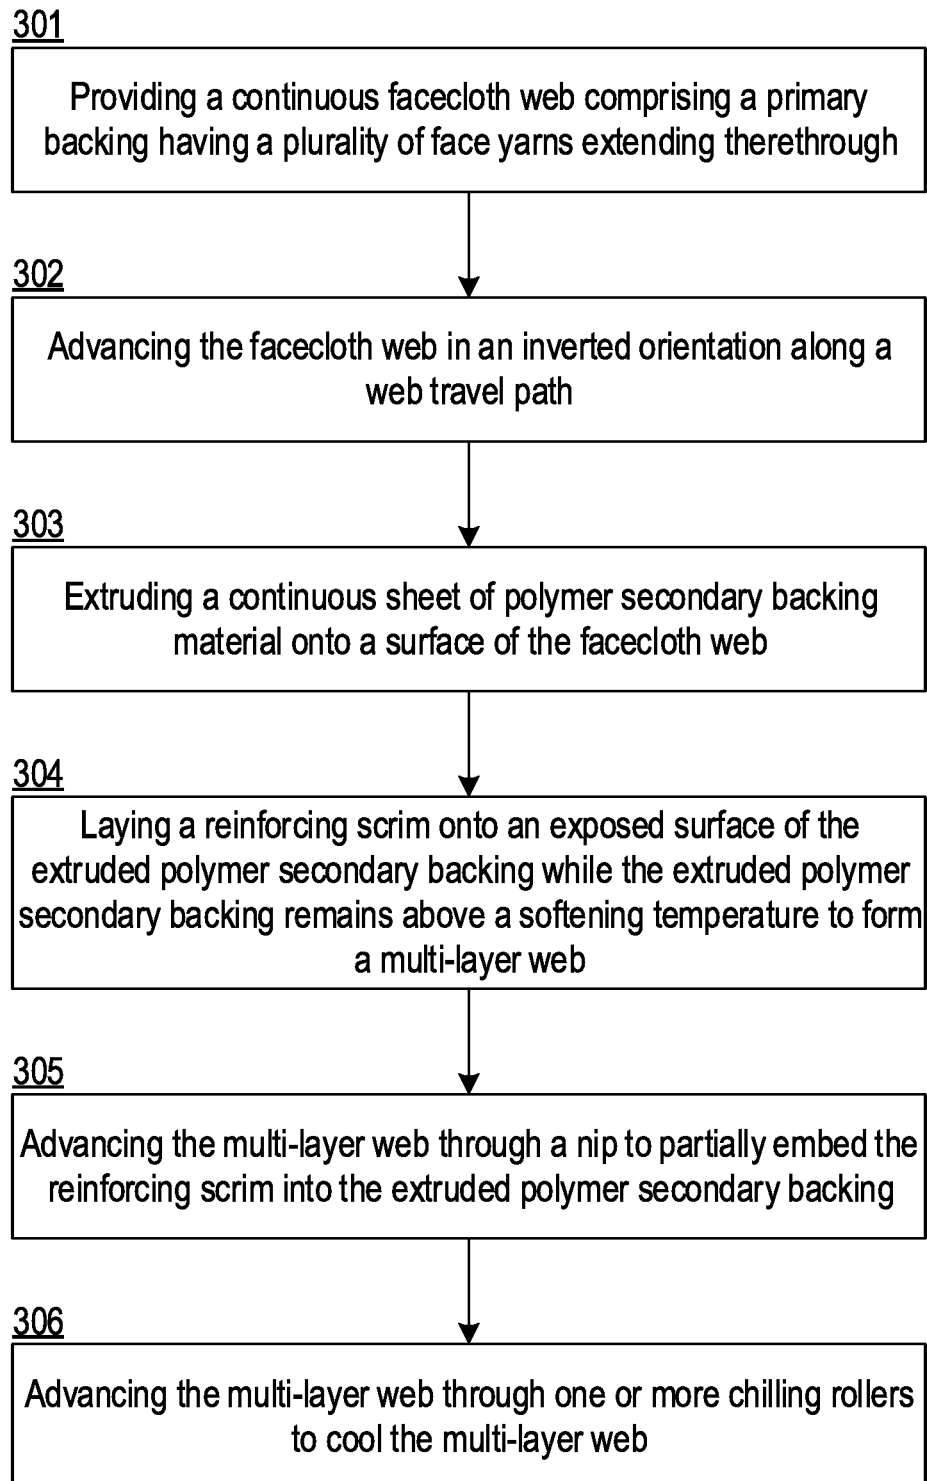 301
Providing a continuous facecloth web comprising a primary
backing having a plurality of face yarns extending therethrough
302
Advancing the facecloth web in an inverted orientation along a
web travel path
303
Extruding a continuous sheet of polymer secondary backing
material onto a surface of the facecloth web
304
Laying a reinforcing scrim onto an exposed surface of the
extruded polymer secondary backing while the extruded polymer
secondary backing remains above a softening temperature to form
a multi-layer web
305
Advancing the multi-layer web through a nip to partially embed the
reinforcing scrim into the extruded polymer secondary backing
306
Advancing the multi-layer web through one or more chilling rollers
to cool the multi-layer web